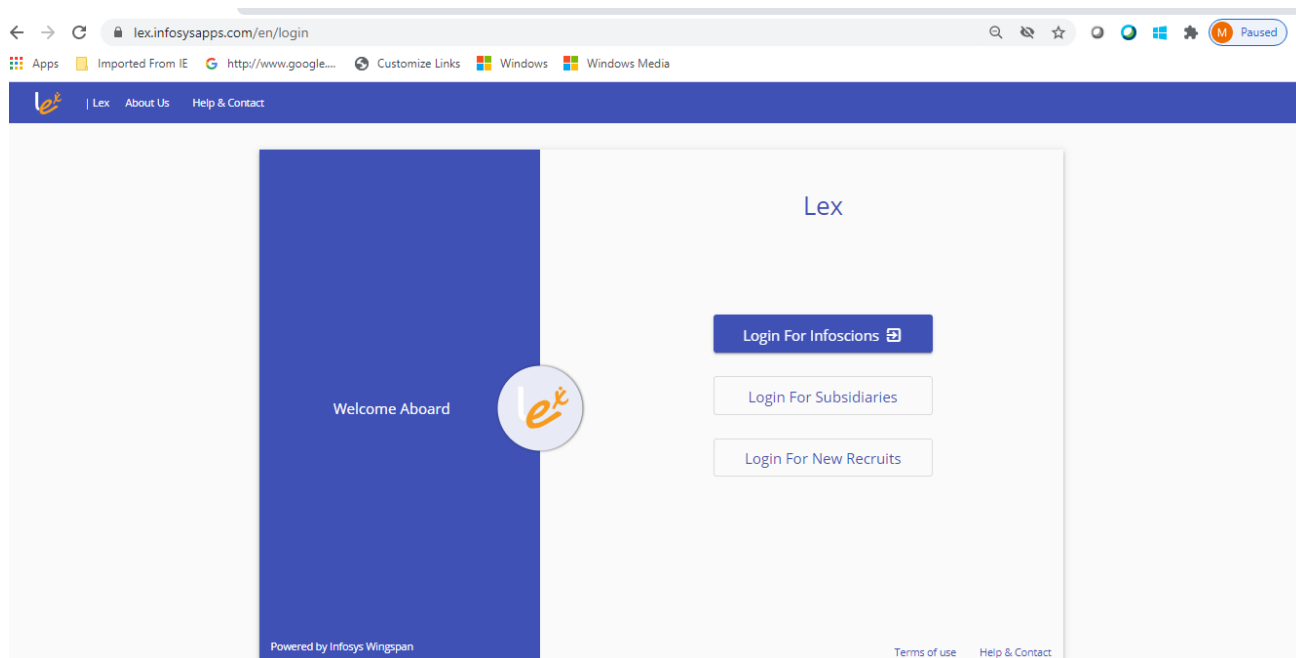 lex.infosysapps.com/en/login M Paused
Apps Imported From IE G http://www.google.... Customize Links Windows Windows Media
lex | Lex About Us Help & Contact
Lex
Login For Infoscions
Welcome Aboard
lex
Login For Subsidiaries
Login For New Recruits
Powered by Infosys Wingspan
Terms of use Help & Contact